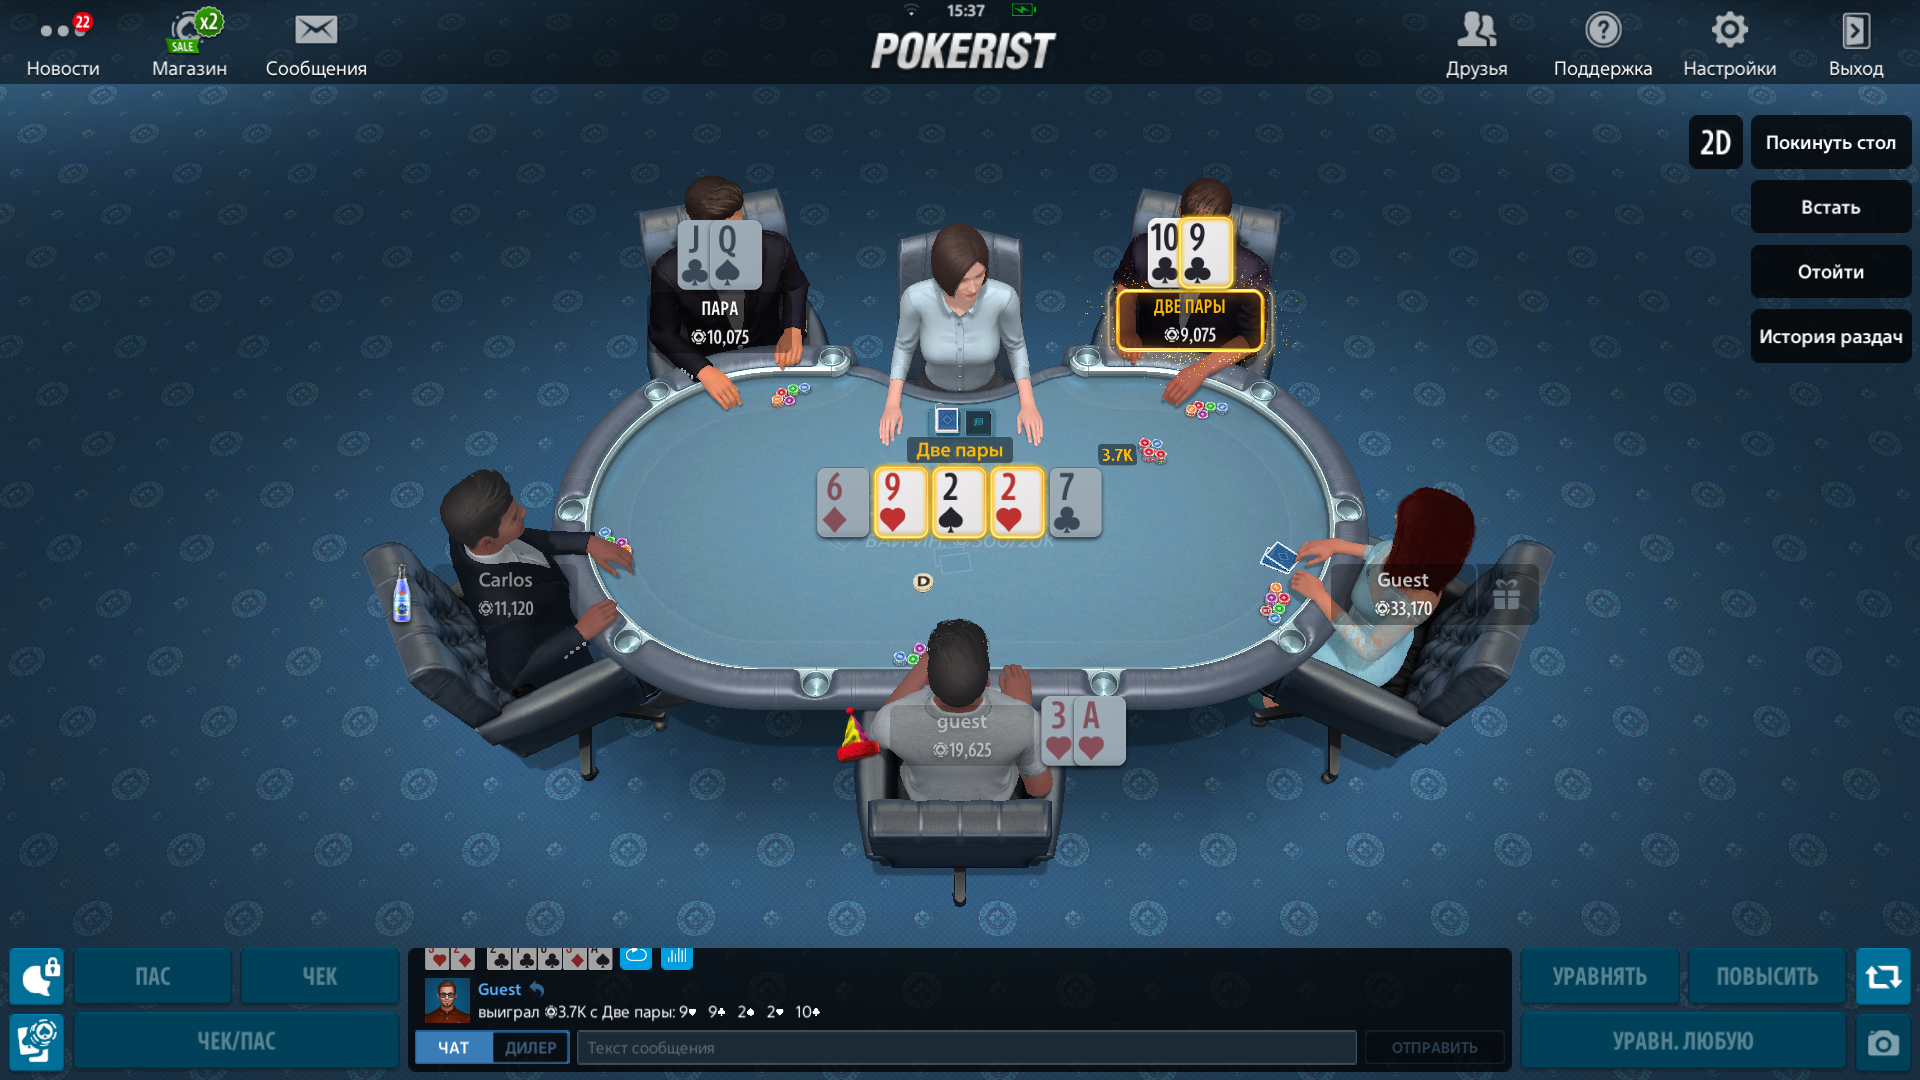 15:37
22
x2
SALE
POKERIST
Новости
Магазин
Сообщения
Друзья
Поддержка
Настройки
Выход
2D
Покинуть стол
Встать
Отойти
История раздач
J Q
ПАРА
10,075
10 9
ДВЕ ПАРЫ
9,075
Две пары
3.7K
6 9 2 2 7
D
Carlos
11,120
Guest
33,170
guest
19,625
3 A
ПАС
ЧЕК
ЧЕК/ПАС
Guest
выиграл 3.7K с Две пары: 9♥ 9♣ 2♠ 2♥ 10♣
ЧАТ
ДИЛЕР
Текст сообщения
ОТПРАВИТЬ
УРАВНЯТЬ
ПОВЫСИТЬ
УРАВН. ЛЮБУЮ